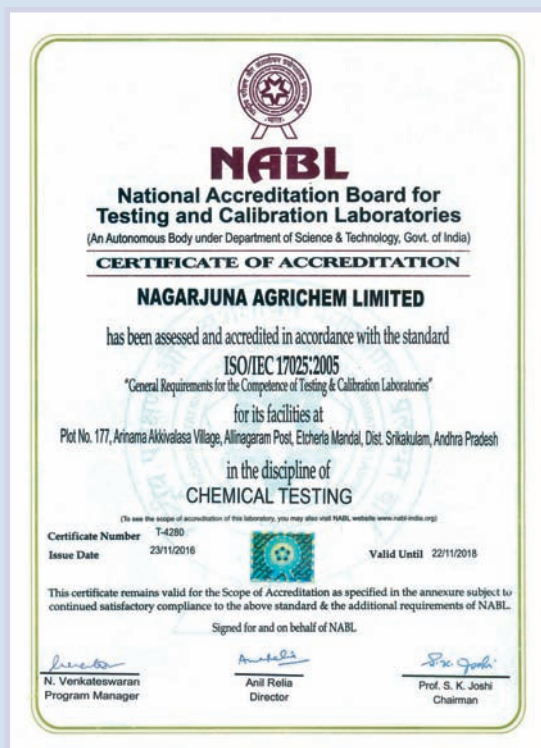 NABL
National Accreditation Board for
Testing and Calibration Laboratories
(An Autonomous Body under Department of Science & Technology, Govt. of India)
CERTIFICATE OF ACCREDITATION
NAGARJUNA AGRICHEM LIMITED
has been assessed and accredited in accordance with the standard
ISO/IEC 17025:2005
"General Requirements for the Competence of Testing & Calibration Laboratories"
for its facilities at
Plot No. 177, Arinama Akkivalasa Village, Allinagaram Post, Etcherla Mandal, Dist. Srikakulam, Andhra Pradesh
in the discipline of
CHEMICAL TESTING
(To see the scope of accreditation of this laboratory, you may also visit NABL website www.nabl-india.org)
Certificate Number T-4280
Issue Date 23/11/2016 Valid Until 22/11/2018
This certificate remains valid for the Scope of Accreditation as specified in the annexure subject to
continued satisfactory compliance to the above standard & the additional requirements of NABL.
Signed for and on behalf of NABL
N. Venkateswaran
Program Manager
Anil Relia
Director
S. K. Joshi
Prof. S. K. Joshi
Chairman